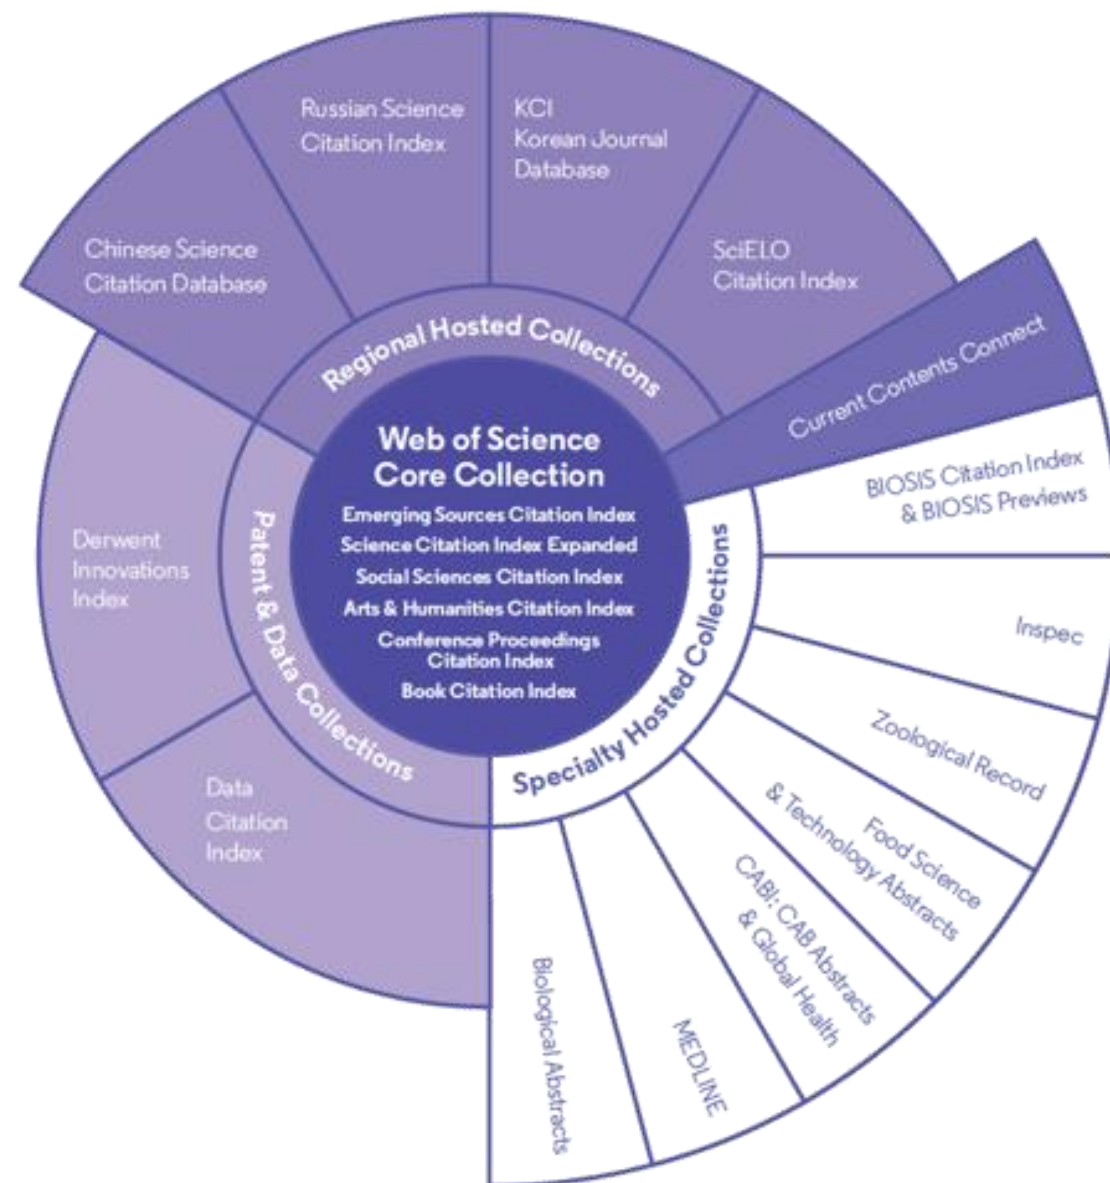 Russian Science
Citation Index
KCI
Korean Journal
Database
Chinese Science
Citation Database
SciELO
Citation Index
Regional Hosted Collections
Current Contents Connect
Web of Science
Core Collection
Emerging Sources Citation Index
Science Citation Index Expanded
Social Sciences Citation Index
Arts & Humanities Citation Index
Conference Proceedings
Citation Index
Book Citation Index
Patent & Data Collections
Derwent
Innovations
Index
Data
Citation
Index
Specialty Hosted Collections
BIOSIS Citation Index
& BIOSIS Previews
Inspec
Zoological Record
Food Science
& Technology Abstracts
CABI: CAB Abstracts
& Global Health
MEDLINE
Biological Abstracts